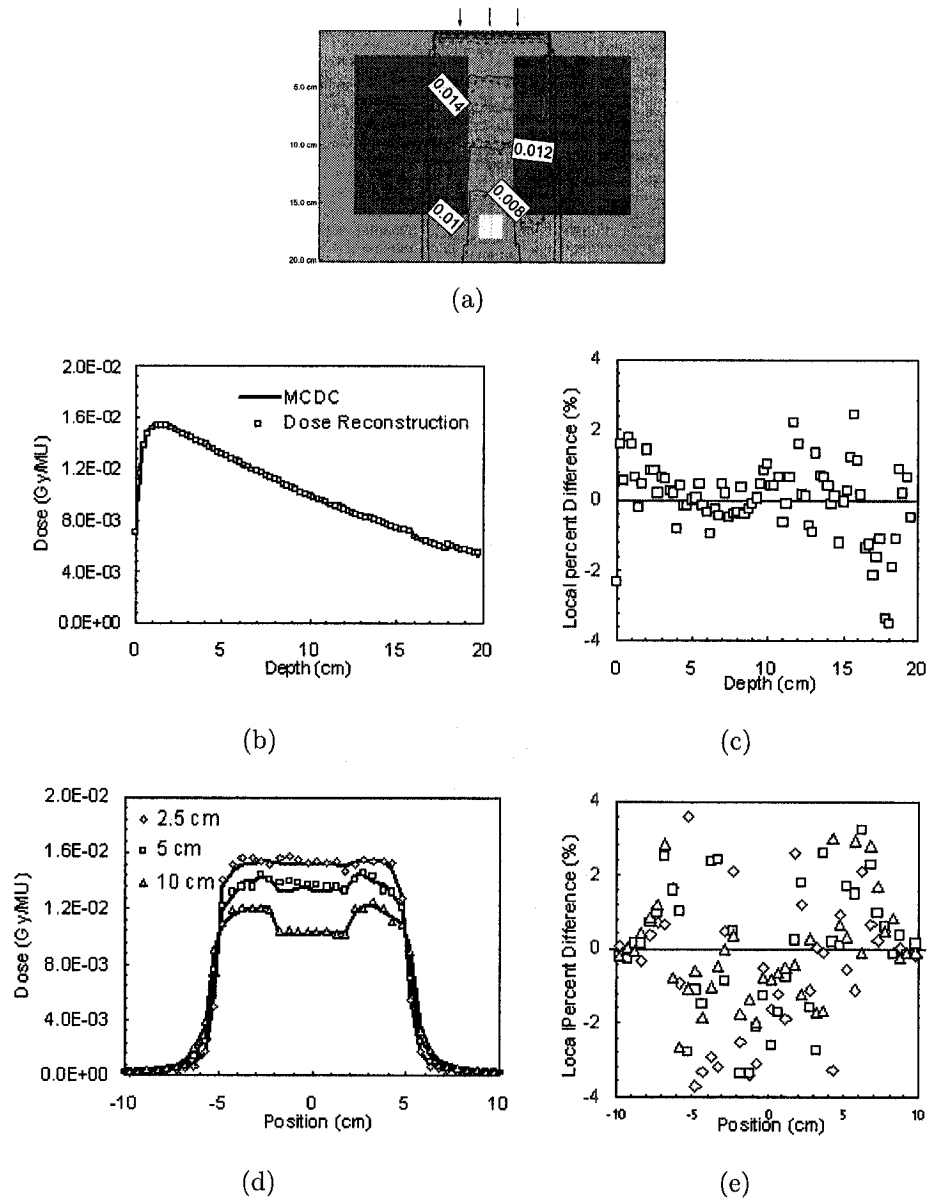 5.0 cm
10.0 cm
15.0 cm
20.0 cm
0.014
0.012
0.008
0.01
(a)
2.0E-02
1.6E-02
1.2E-02
8.0E-03
4.0E-03
0.0E+00
Dose (Gy/MU)
MCDC
Dose Reconstruction
0
5
10
15
20
Depth (cm)
(b)
4
2
0
-2
-4
Local percent Difference (%)
0
5
10
15
20
Depth (cm)
(c)
2.0E-02
1.6E-02
1.2E-02
8.0E-03
4.0E-03
0.0E+00
Dose (Gy/MU)
2.5 cm
5 cm
10 cm
-10
-5
0
5
10
Position (cm)
(d)
4
2
0
-2
-4
Loca lPercent Difference (%)
-10
-5
0
5
10
Position (cm)
(e)